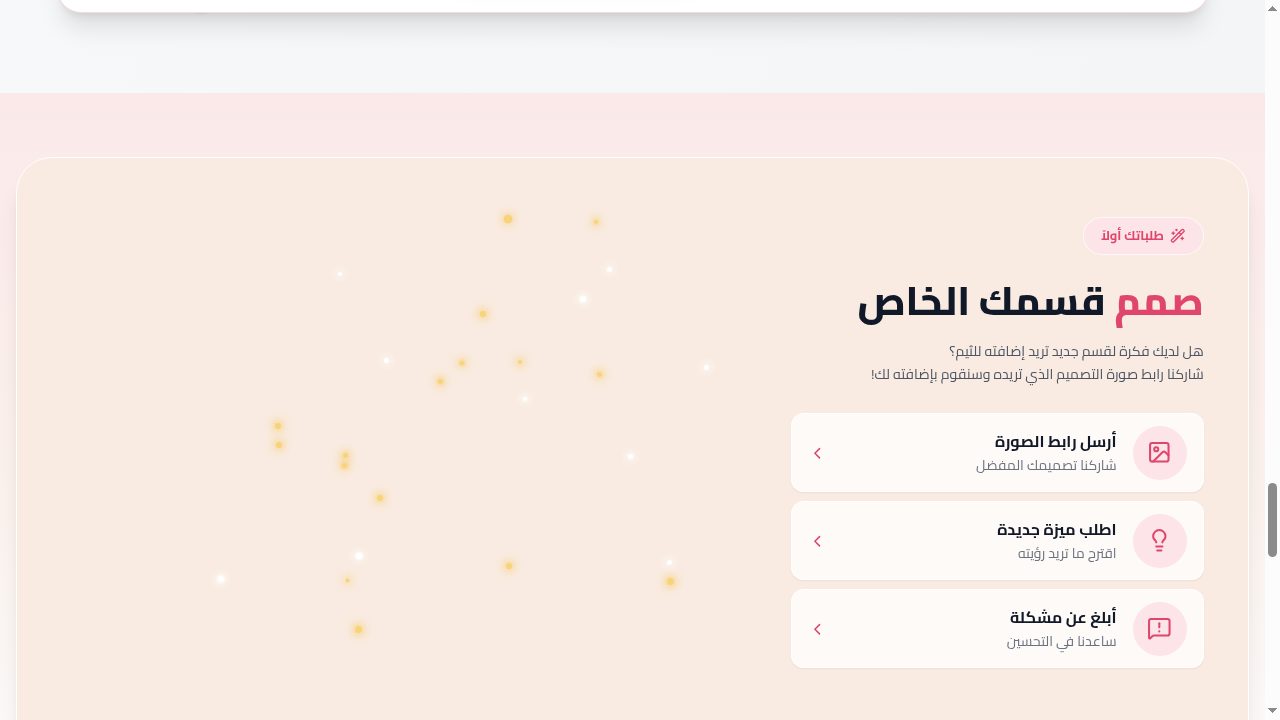 طلباتك أولاً
صمم قسمك الخاص
هل لديك فكرة لقسم جديد تريد إضافته للثيم؟
شاركنا رابط صورة التصميم الذي تريده وسنقوم بإضافته لك!
أرسل رابط الصورة
شاركنا تصميمك المفضل
اطلب ميزة جديدة
اقترح ما تريد رؤيته
أبلغ عن مشكلة
ساعدنا في التحسين